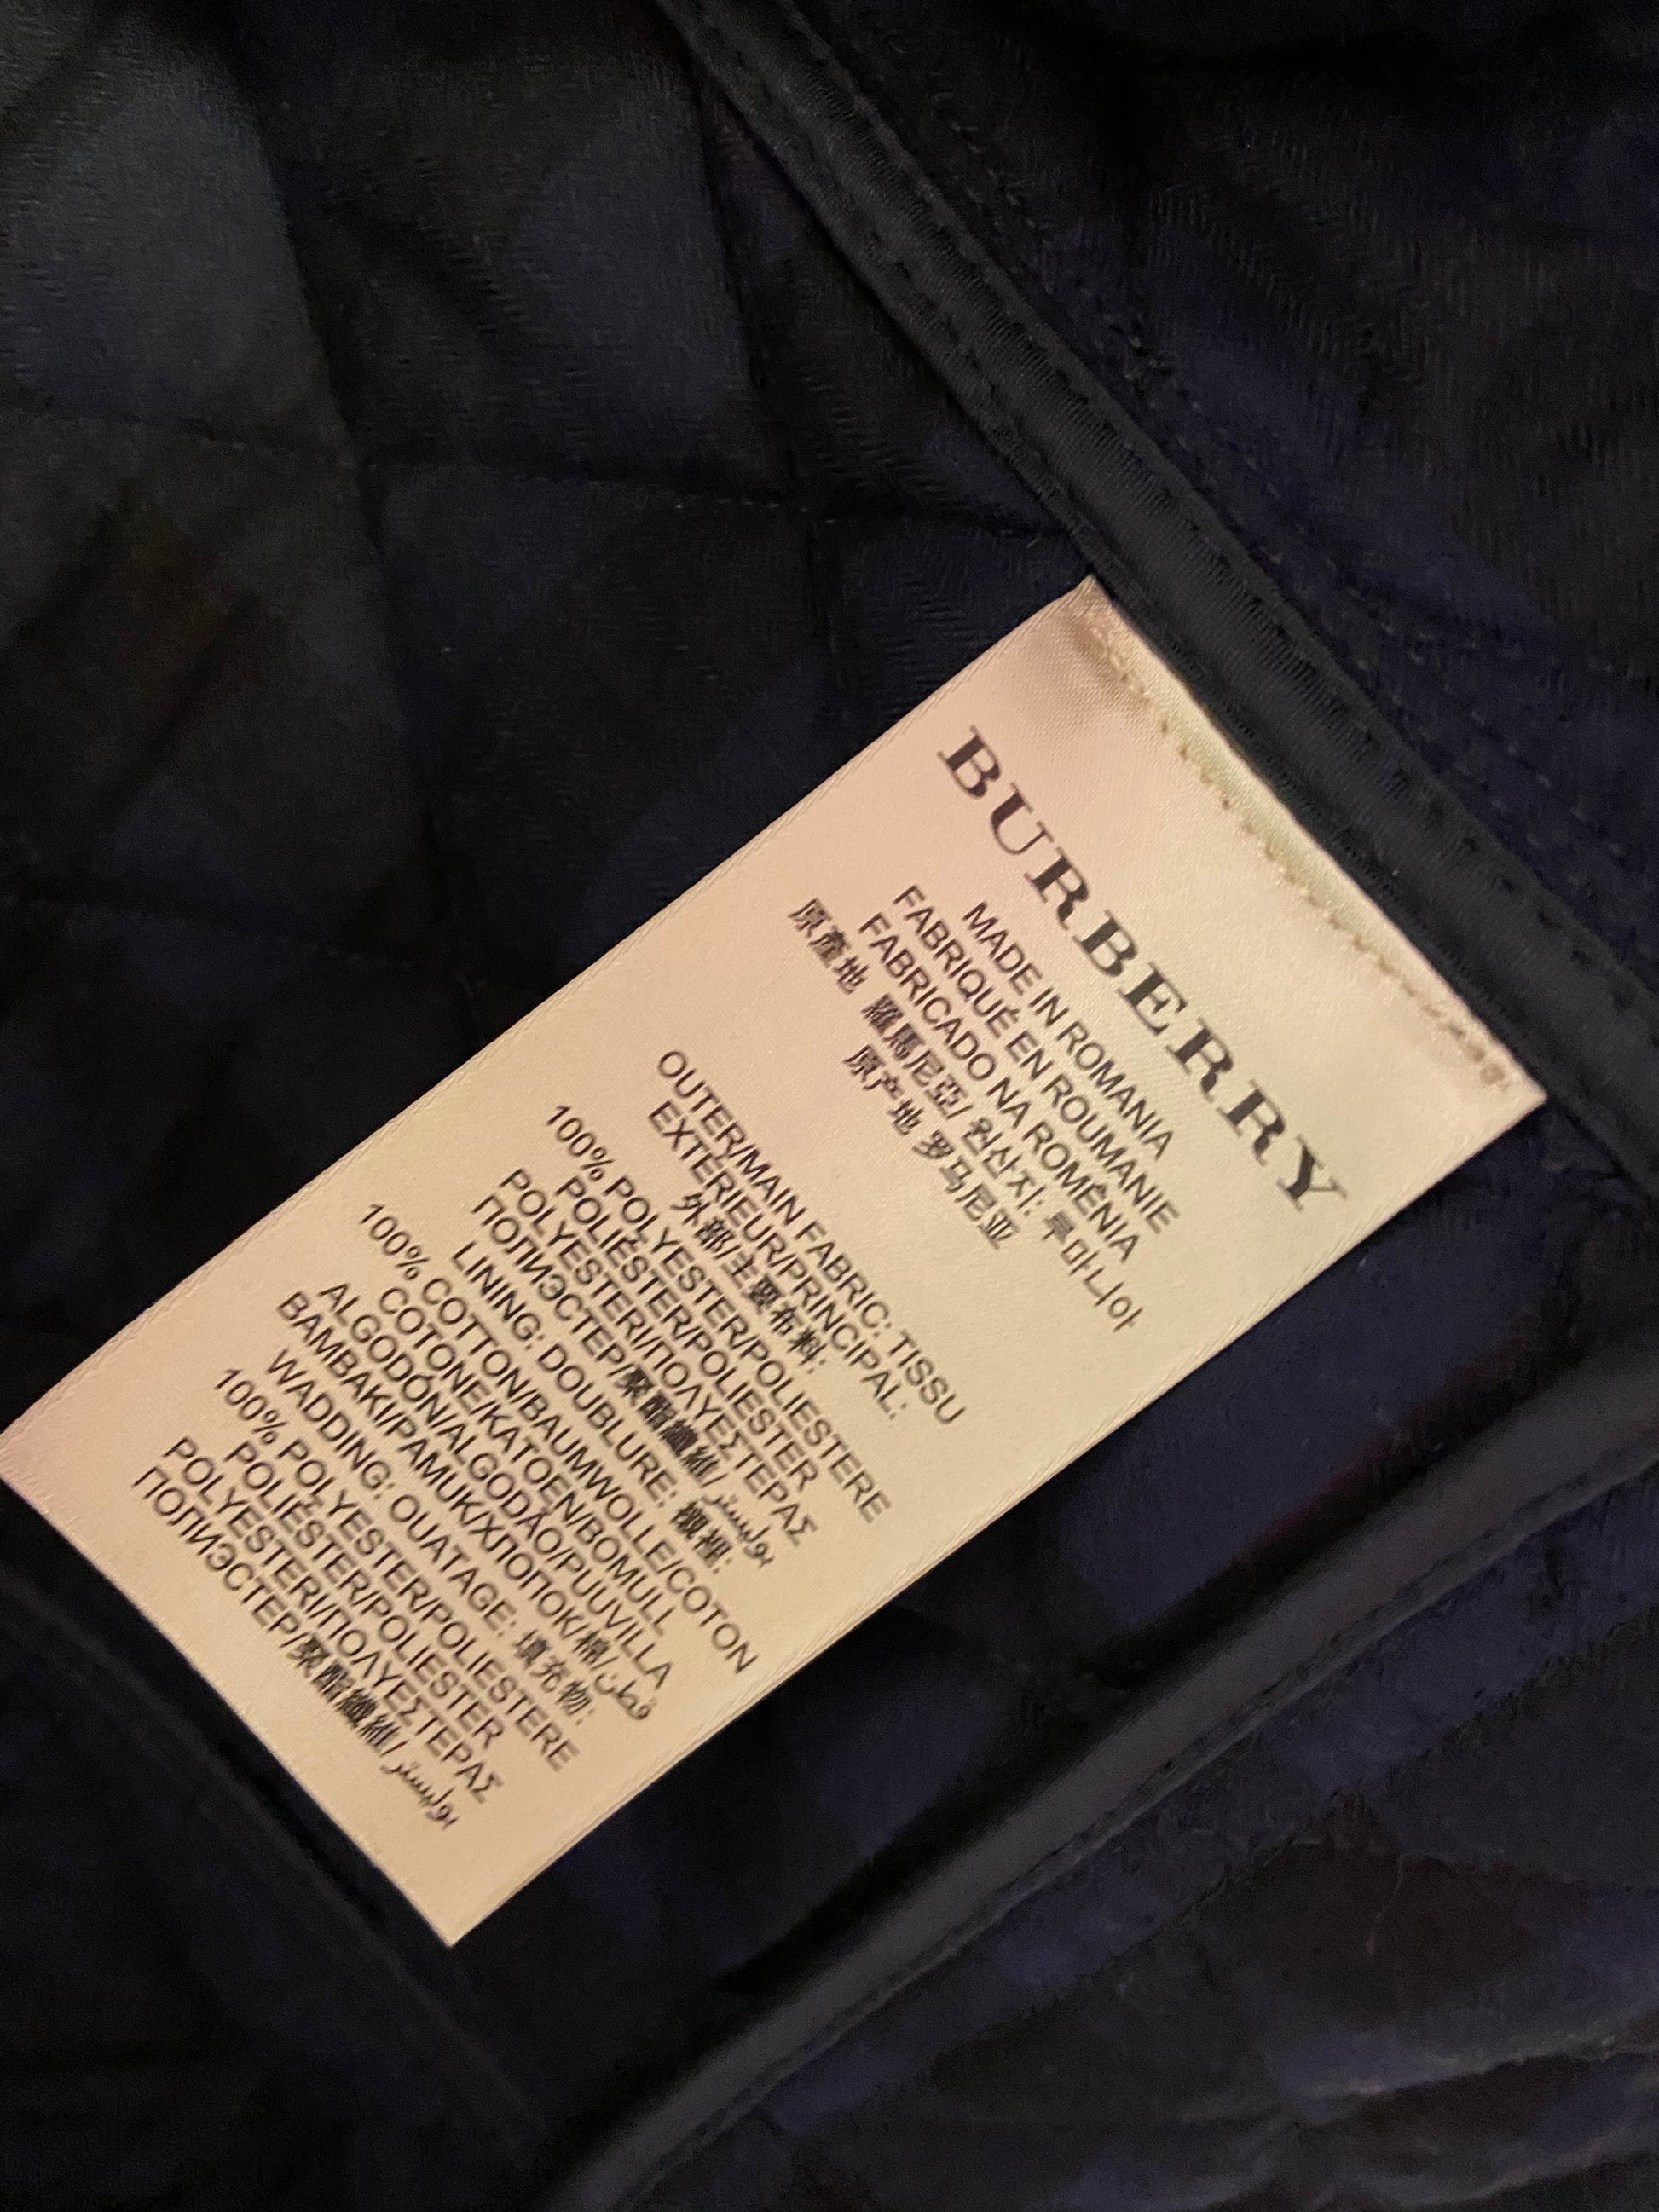 BURBERRY
MADE IN ROMANIA
FABRIQUÉ EN ROUMANIE
FABRICADO NA ROMÊNIA
原產地 羅馬尼亞/ 원산지: 루마니아
原产地 罗马尼亚
OUTER/MAIN FABRIC: TISSU
EXTÉRIEUR/PRINCIPAL:
外部/主要布料:
100% POLYESTER/POLIESTERE
POLIÉSTER/POLIESTER
POLYESTERI/ΠΟΛΥΕΣΤΕΡΑΣ
ПОЛИЭСТЕР/聚酯纖維/بوليستر
LINING: DOUBLURE: 襯裡:
100% COTTON/BAUMWOLLE/COTON
COTONE/KATOEN/BOMULL
ALGODÓN/ALGODÃO/PUUVILLA
BAMBAKI/PAMUK/ХЛОПОК/棉/قطن
WADDING: OUATAGE: 填充物:
100% POLYESTER/POLIESTERE
POLIÉSTER/POLIESTER
POLYESTERI/ΠΟΛΥΕΣΤΕΡΑΣ
ПОЛИЭСТЕР/聚酯纖維/بوليستر